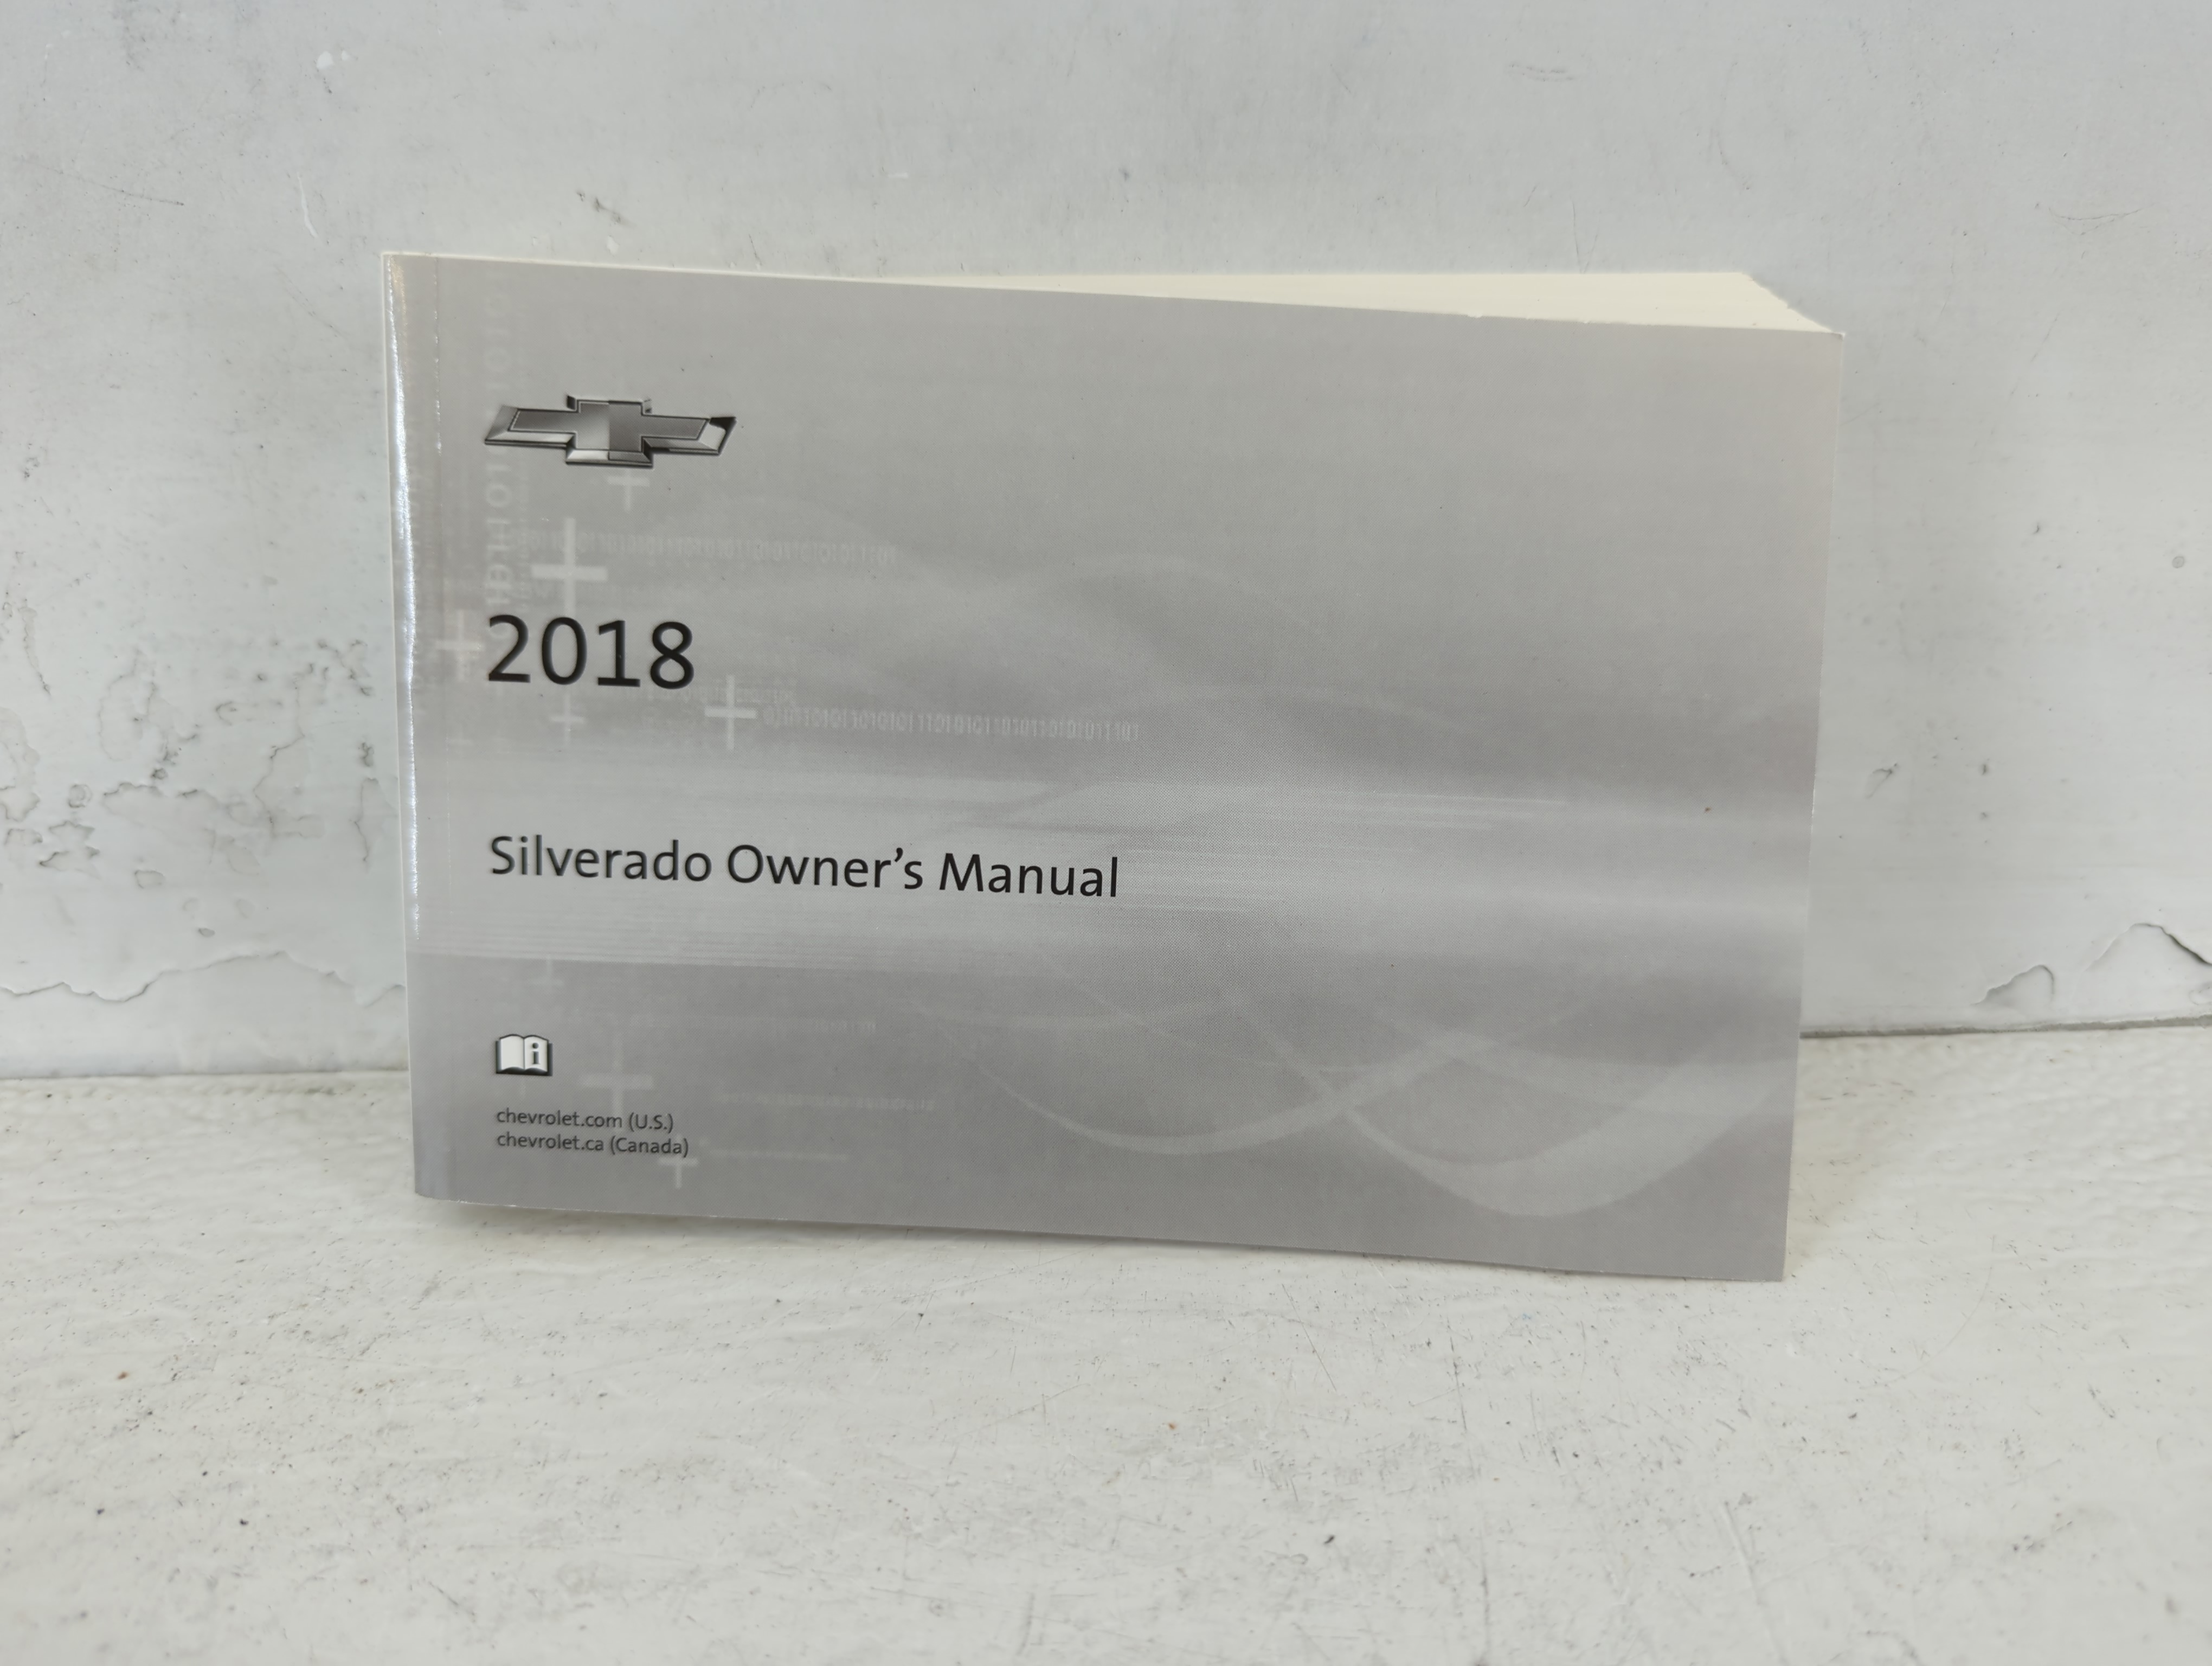 2018
Silverado Owner's Manual
i
chevrolet.com (U.S.)
chevrolet.ca (Canada)